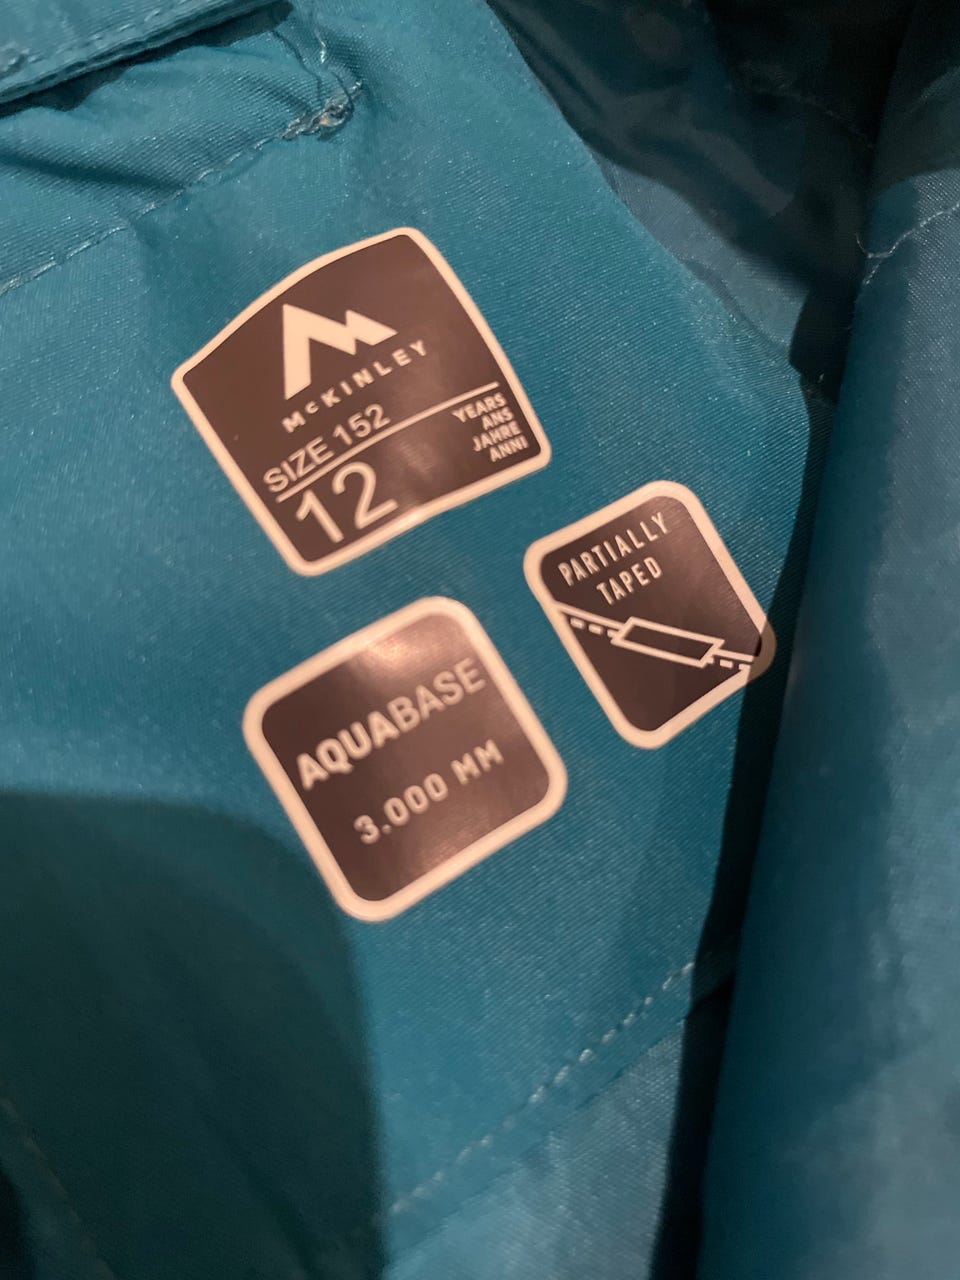 McKINLEY
SIZE 152
12
YEARS
ANS
JAHRE
ANNI
PARTIALLY
TAPED
AQUABASE
3.000 MM